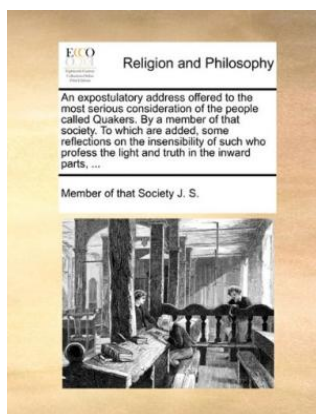 ECCO
Religion and Philosophy
An expostulatory address offered to the
most serious consideration of the people
called Quakers. By a member of that
society. To which are added, some
reflections on the insensibility of such who
profess the light and truth in the inward
parts, ...
Member of that Society J. S.